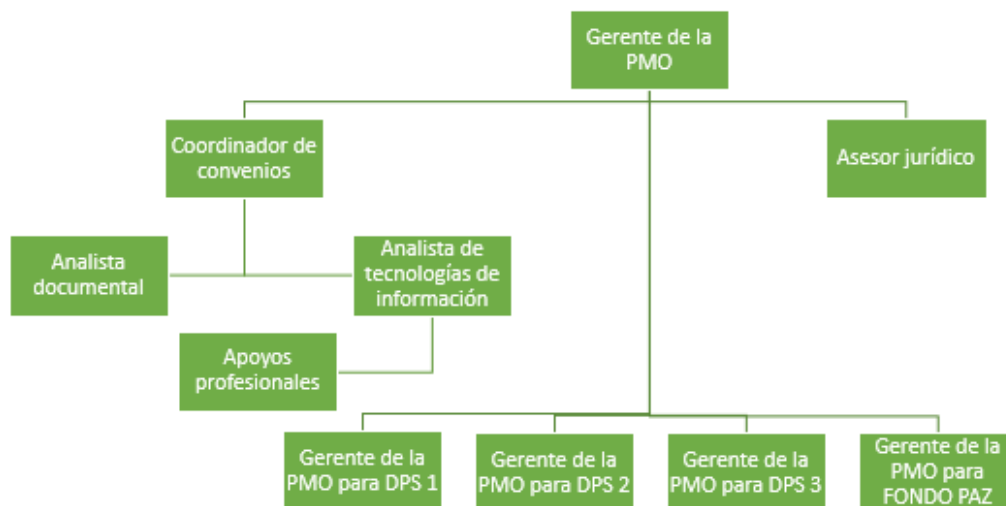 Gerente de la
PMO
Coordinador de
convenios
Asesor jurídico
Analista
documental
Analista de
tecnologías de
información
Apoyos
profesionales
Gerente de la
PMO para DPS 1
Gerente de la
PMO para DPS 2
Gerente de la
PMO para DPS 3
Gerente de la
PMO para
FONDO PAZ